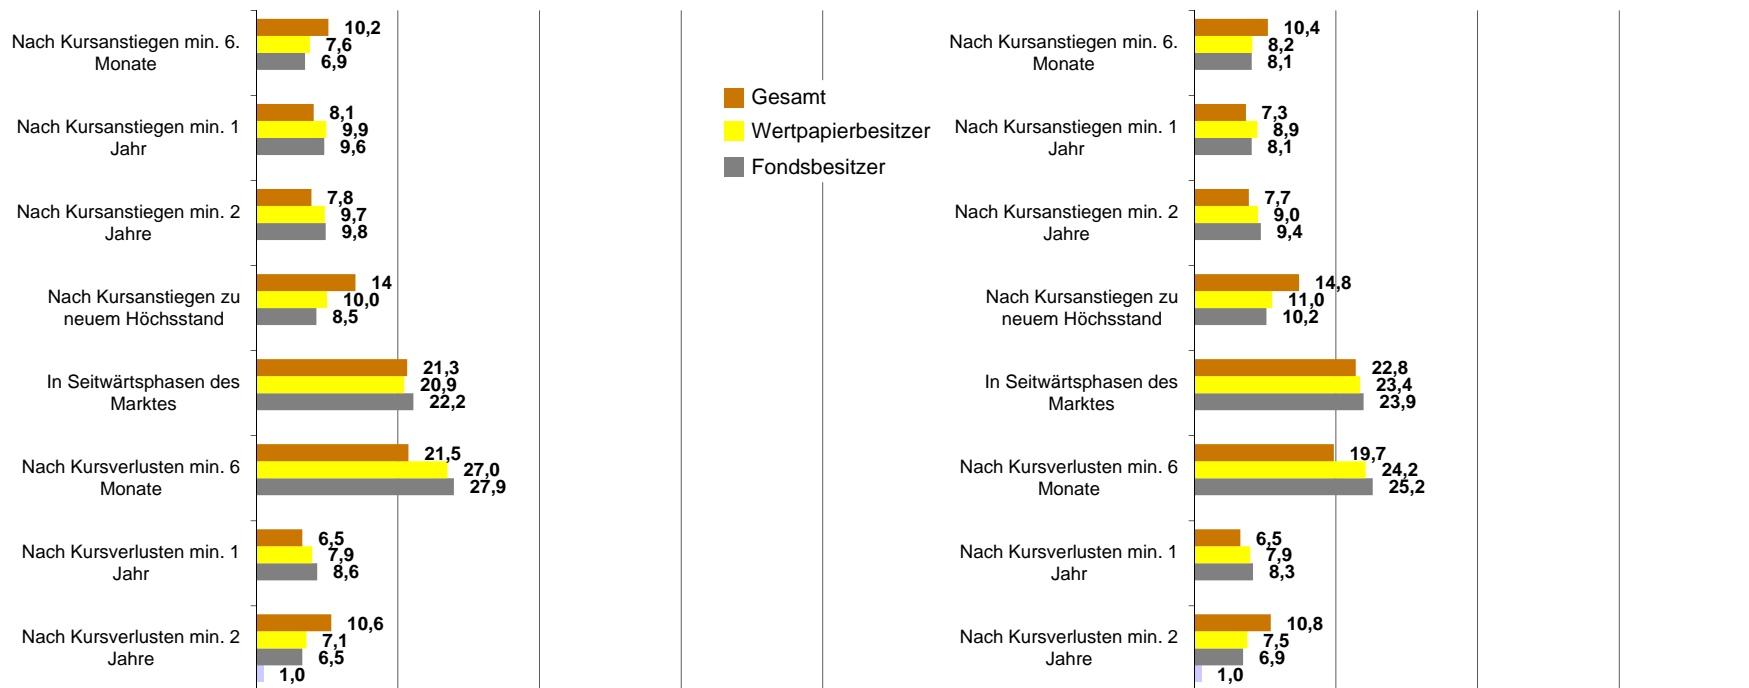 Nach Kursanstiegen min. 6.
Monate
10,2
7,6
6,9
Nach Kursanstiegen min. 1
Jahr
8,1
9,9
9,6
Nach Kursanstiegen min. 2
Jahre
7,8
9,7
9,8
Nach Kursanstiegen zu
neuem Höchsstand
14
10,0
8,5
In Seitwärtsphasen des
Marktes
21,3
20,9
22,2
Nach Kursverlusten min. 6
Monate
21,5
27,0
27,9
Nach Kursverlusten min. 1
Jahr
6,5
7,9
8,6
Nach Kursverlusten min. 2
Jahre
10,6
7,1
6,5
1,0
Gesamt
Wertpapierbesitzer
Fondsbesitzer
Nach Kursanstiegen min. 6.
Monate
10,4
8,2
8,1
Nach Kursanstiegen min. 1
Jahr
7,3
8,9
8,1
Nach Kursanstiegen min. 2
Jahre
7,7
9,0
9,4
Nach Kursanstiegen zu
neuem Höchsstand
14,8
11,0
10,2
In Seitwärtsphasen des
Marktes
22,8
23,4
23,9
Nach Kursverlusten min. 6
Monate
19,7
24,2
25,2
Nach Kursverlusten min. 1
Jahr
6,5
7,9
8,3
Nach Kursverlusten min. 2
Jahre
10,8
7,5
6,9
1,0